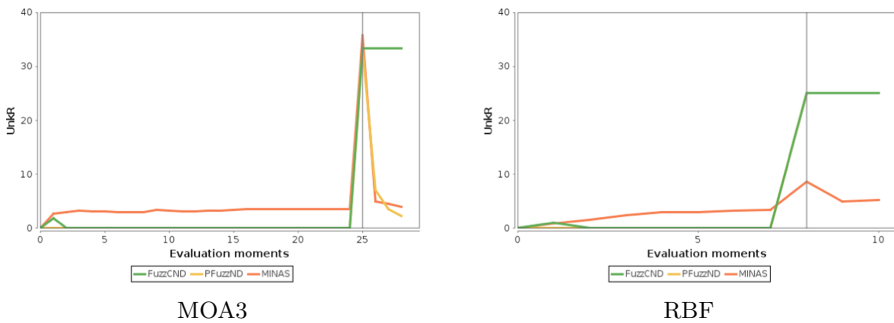 40
30
20
10
0
UnkR
0 5 10 15 20 25
Evaluation moments
FuzzCND PFuzzND MINAS
MOA3
40
30
20
10
0
UnkR
0 5 10
Evaluation moments
FuzzCND PFuzzND MINAS
RBF